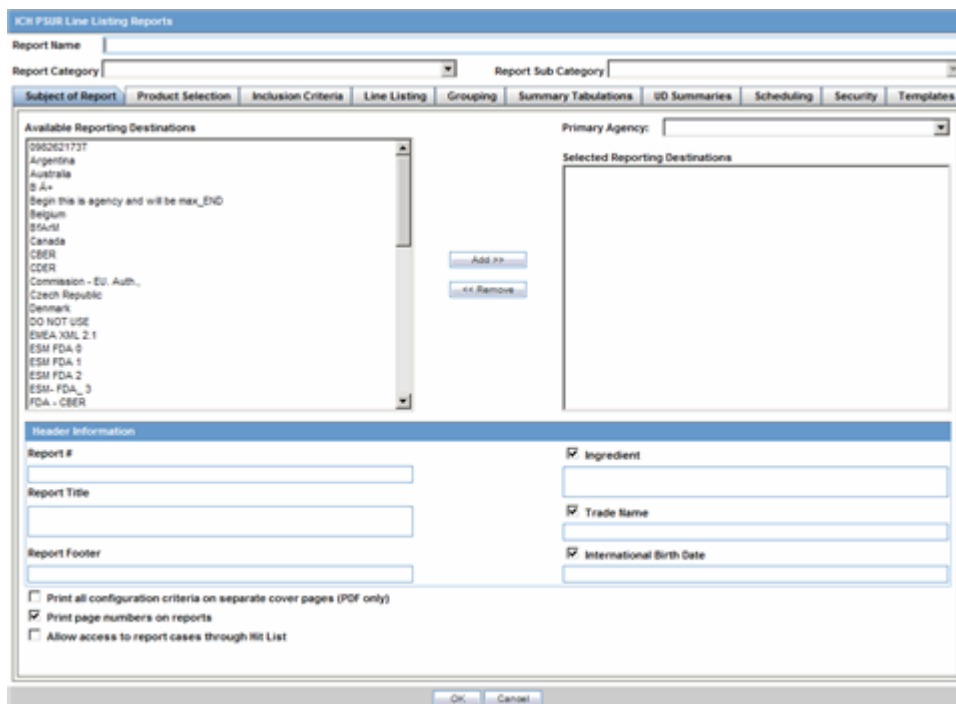 ICH PSUR Line Listing Reports
Report Name
Report Category
Report Sub Category
Subject of Report
Product Selection
Inclusion Criteria
Line Listing
Grouping
Summary Tabulations
UD Summaries
Scheduling
Security
Templates
Available Reporting Destinations
098262173T
Argentina
Australia
B Á+
Begin this is agency and will be max_END
Belgium
BfArM
Canada
CBER
CDER
Commission - EU. Auth.,
Czech Republic
Denmark
DO NOT USE
EMEA XML 2.1
ESM FDA 0
ESM FDA 1
ESM FDA 2
ESM- FDA_ 3
FDA - CBER
Add >>
<< Remove
Primary Agency:
Selected Reporting Destinations
Header Information
Report #
Report Title
Report Footer
Ingredient
Trade Name
International Birth Date
Print all configuration criteria on separate cover pages (PDF only)
Print page numbers on reports
Allow access to report cases through Hit List
OK
Cancel